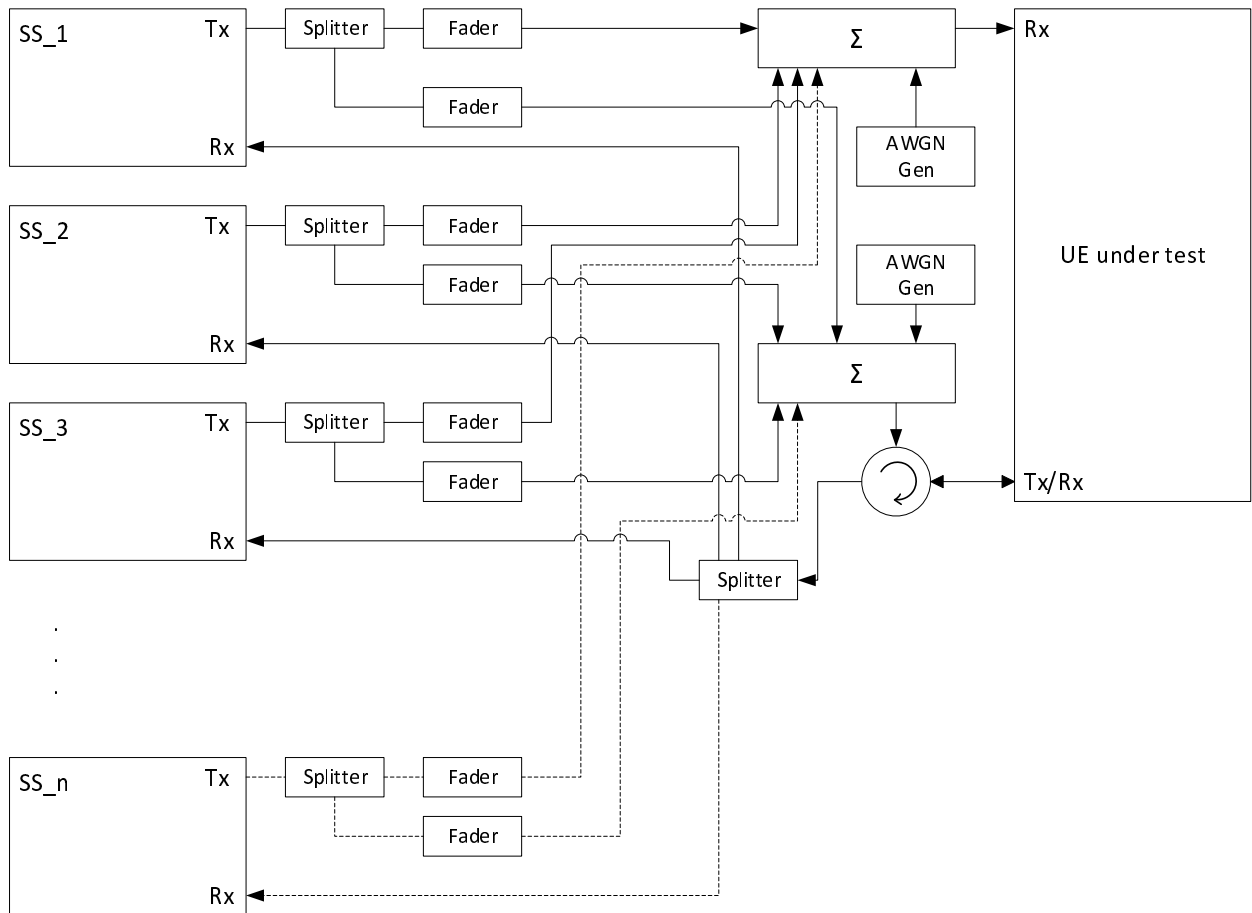 SS_1
Tx
Splitter
Fader
Σ
Rx
Fader
AWGN
Gen
Rx
SS_2
Tx
Splitter
Fader
UE under test
Fader
AWGN
Gen
Rx
Σ
SS_3
Tx
Splitter
Fader
Fader
Tx/Rx
Rx
Splitter
.
.
.
SS_n
Tx
Splitter
Fader
Fader
Rx